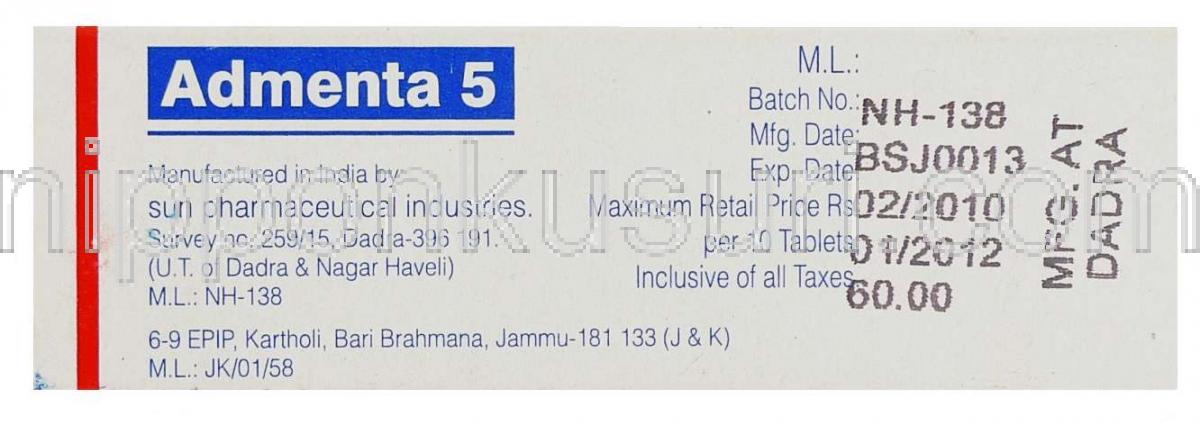 Admenta 5
Manufactured in India by:
sun pharmaceutical industries.
Survey no. 259/15, Dadra-396 191.
(U.T. of Dadra & Nagar Haveli)
M.L.: NH-138
6-9 EPIP, Kartholi, Bari Brahmana, Jammu-181 133 (J & K)
M.L.: JK/01/58
M.L.:
Batch No.:
Mfg. Date:
Exp. Date
Maximum Retail Price Rs
per 10 Tablets
Inclusive of all Taxes
NH-138
BSJ0013
02/2010
01/2012
60.00
MFG. AT
DADRA
nipponkusuri.com